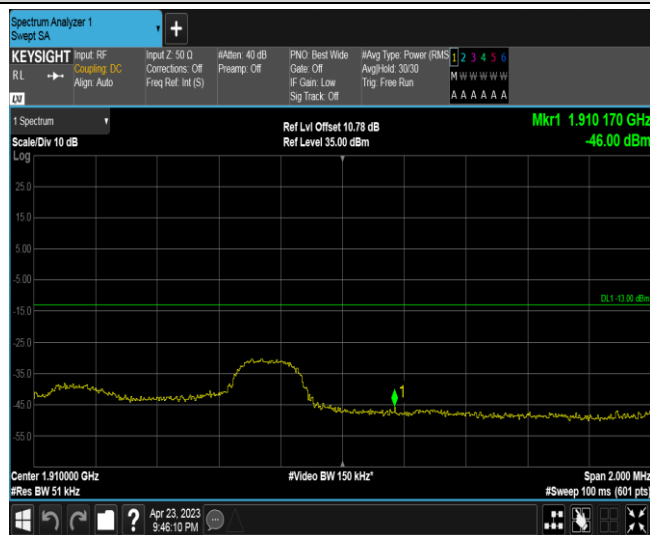 Spectrum Analyzer 1
Swept SA
+
KEYSIGHT Input: RF Input Z: 50 Ω #Atten: 40 dB PNO: Best Wide #Avg Type: Power (RMS 1 2 3 4 5 6
RL Coupling: DC Corrections: Off Preamp: Off Gate: Off Avg|Hold: 30/30 M W W W W W
Align: Auto Freq Ref: Int (S) IF Gain: Low Trig: Free Run
LXI Sig Track: Off A A A A A A
1 Spectrum Ref Lvl Offset 10.78 dB Mkr1 1.910 170 GHz
Scale/Div 10 dB Ref Level 35.00 dBm -46.00 dBm
Log
25.0
15.0
5.00
-5.00
DL1 -13.00 dBm
-15.0
-25.0
-35.0
1
-45.0
-55.0
Center 1.910000 GHz #Video BW 150 kHz* Span 2.000 MHz
#Res BW 51 kHz #Sweep 100 ms (601 pts)
? Apr 23, 2023
9:46:10 PM